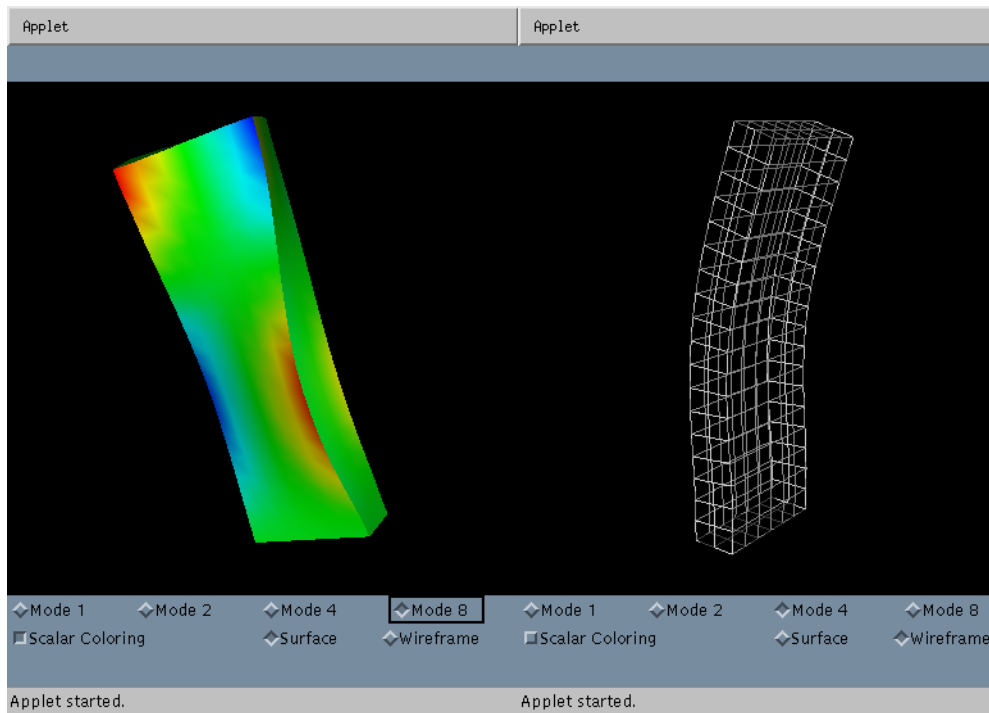 Applet
Applet
Mode 1 Mode 2 Mode 4 Mode 8
Scalar Coloring Surface Wireframe
Applet started.
Mode 1 Mode 2 Mode 4 Mode 8
Scalar Coloring Surface Wireframe
Applet started.